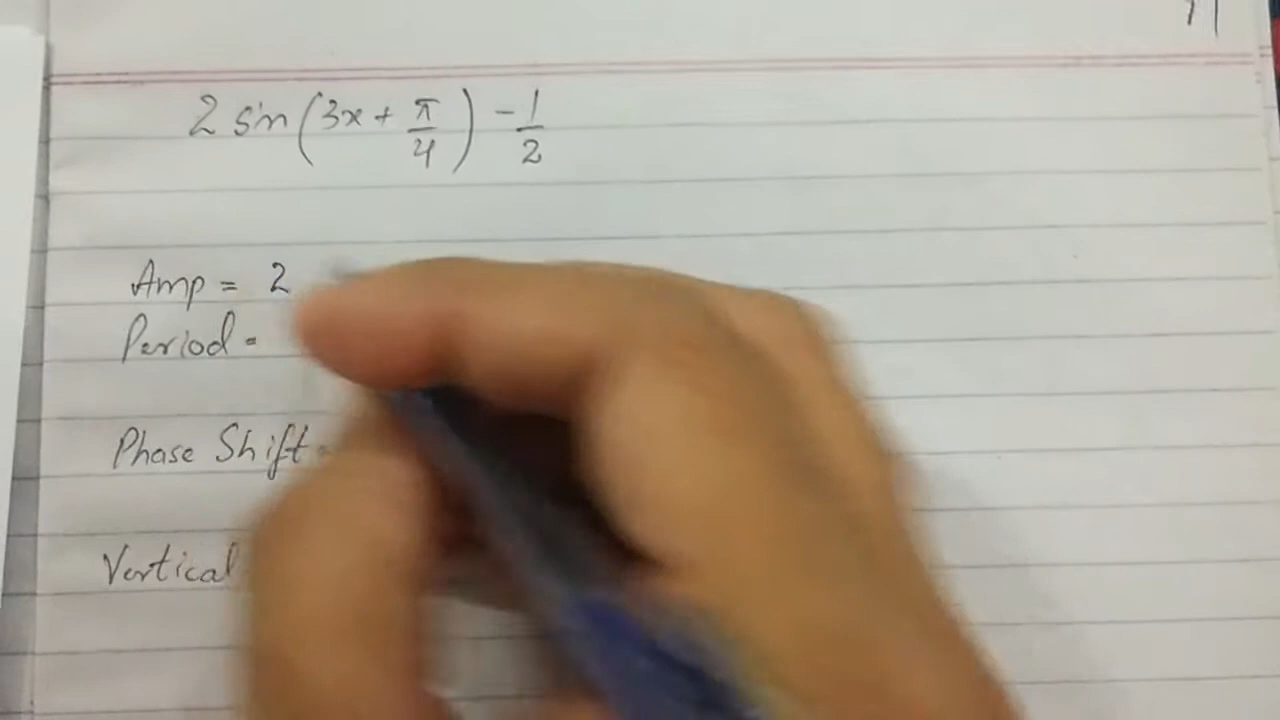 2 sin(3x + π/4) - 1/2
Amp = 2
Period =
Phase Shift =
Vertical